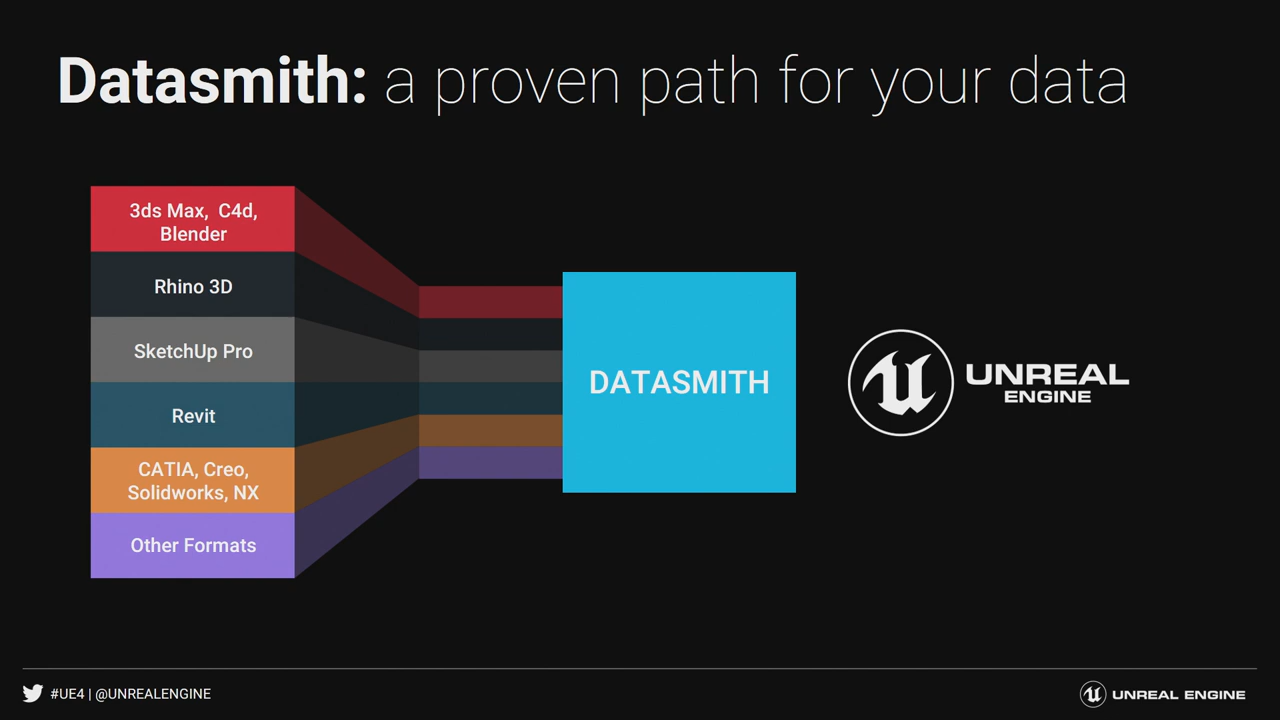 Datasmith: a proven path for your data
3ds Max, C4d,
Blender
Rhino 3D
SketchUp Pro
Revit
CATIA, Creo,
Solidworks, NX
Other Formats
DATASMITH
UNREAL
ENGINE
#UE4 | @UNREALENGINE
UNREAL ENGINE